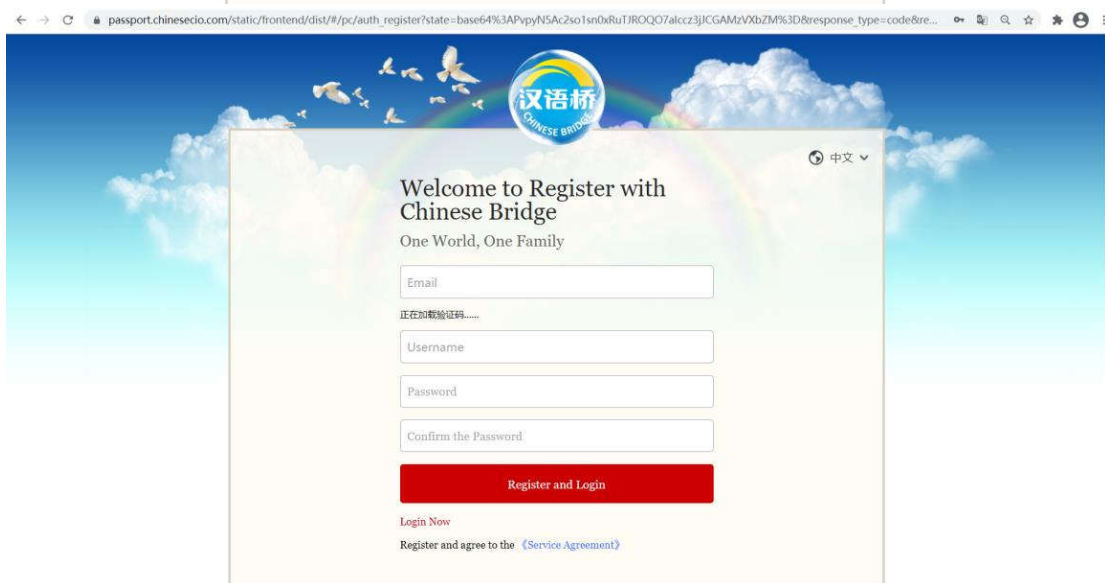 passport.chinesecio.com/static/frontend/dist/#/pc/auth_register?state=base64%3APvpyN5Ac2so1sn0xRuTJROQO7alccz3jJCGAMzVXbZM%3D&response_type=code&re...
汉语桥
CHINESE BRIDGE
中文
Welcome to Register with
Chinese Bridge
One World, One Family
Email
正在加载验证码......
Username
Password
Confirm the Password
Register and Login
Login Now
Register and agree to the 《Service Agreement》